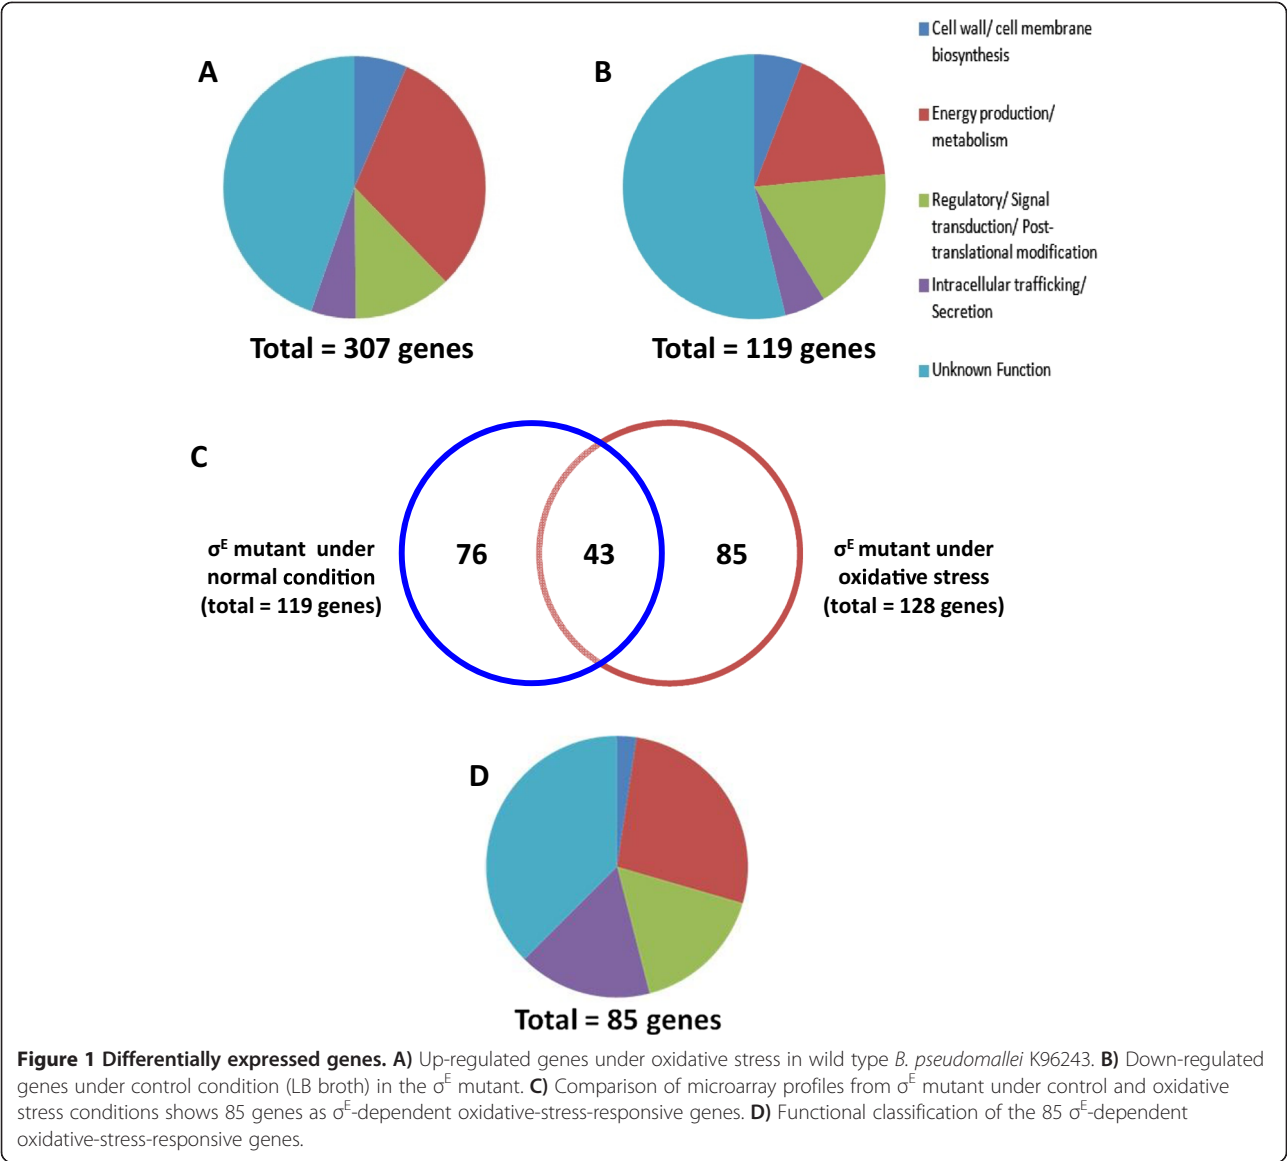 A
Total = 307 genes
B
Total = 119 genes
Cell wall/ cell membrane
biosynthesis
Energy production/
metabolism
Regulatory/ Signal
transduction/ Post-
translational modification
Intracellular trafficking/
Secretion
Unknown Function
C
σᴱ mutant under
normal condition
(total = 119 genes)
76
43
85
σᴱ mutant under
oxidative stress
(total = 128 genes)
D
Total = 85 genes
Figure 1 Differentially expressed genes. A) Up-regulated genes under oxidative stress in wild type B. pseudomallei K96243. B) Down-regulated
genes under control condition (LB broth) in the σᴱ mutant. C) Comparison of microarray profiles from σᴱ mutant under control and oxidative
stress conditions shows 85 genes as σᴱ-dependent oxidative-stress-responsive genes. D) Functional classification of the 85 σᴱ-dependent
oxidative-stress-responsive genes.